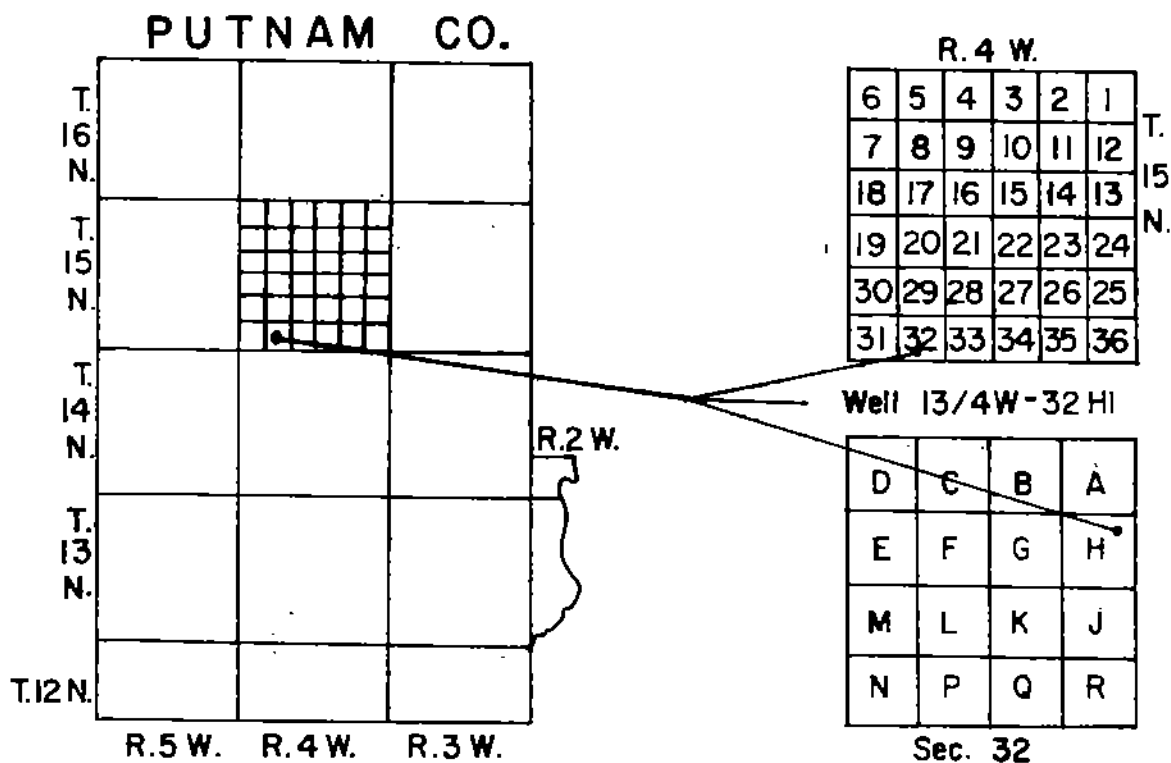 PUTNAM CO.
T.
16
N.
T.
15
N.
T.
14
N.
T.
13
N.
T.12 N.
R.5 W. R.4 W. R.3 W.
R.2 W.
R. 4 W.
6 5 4 3 2 1
7 8 9 10 11 12
18 17 16 15 14 13
19 20 21 22 23 24
30 29 28 27 26 25
31 32 33 34 35 36
T.
15
N.
Well 13/4W-32 H1
D C B A
E F G H
M L K J
N P Q R
Sec. 32